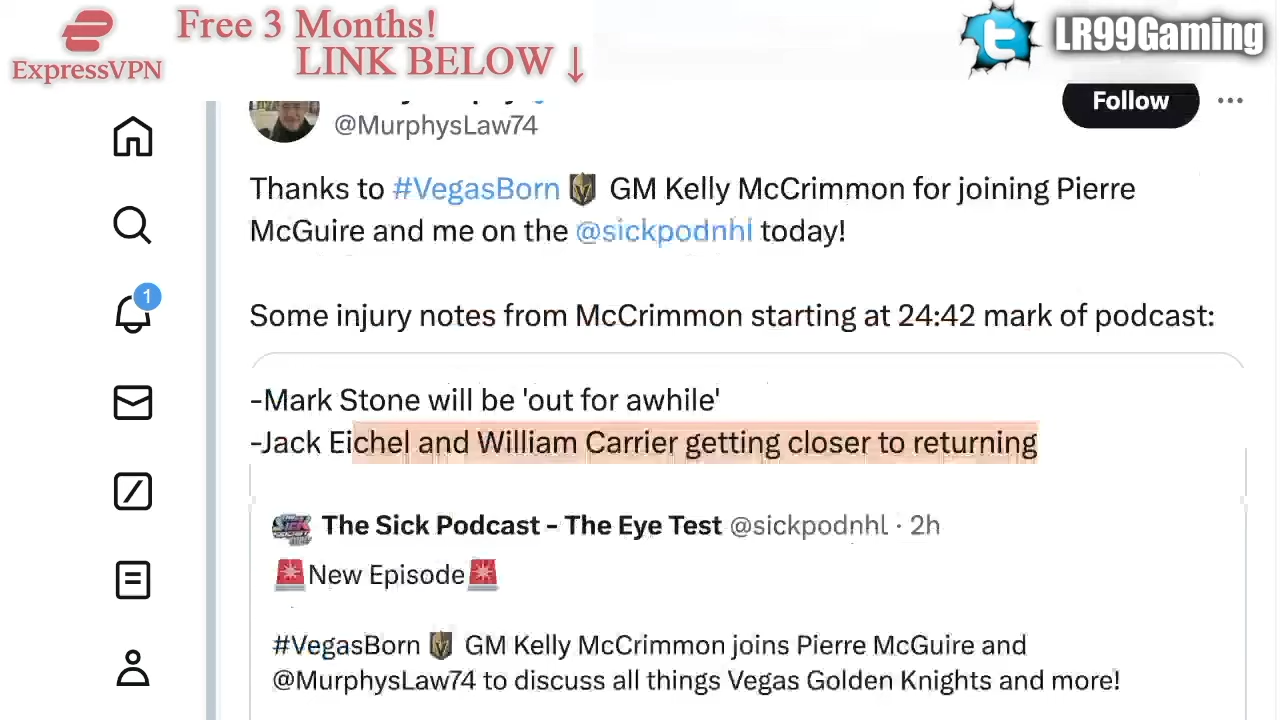 Free 3 Months!
LINK BELOW ↓
ExpressVPN
LR99Gaming
Follow
@MurphysLaw74
Thanks to #VegasBorn GM Kelly McCrimmon for joining Pierre
McGuire and me on the @sickpodnhl today!
Some injury notes from McCrimmon starting at 24:42 mark of podcast:
-Mark Stone will be 'out for awhile'
-Jack Eichel and William Carrier getting closer to returning
The Sick Podcast - The Eye Test @sickpodnhl · 2h
🚨New Episode🚨
#VegasBorn GM Kelly McCrimmon joins Pierre McGuire and
@MurphysLaw74 to discuss all things Vegas Golden Knights and more!
1